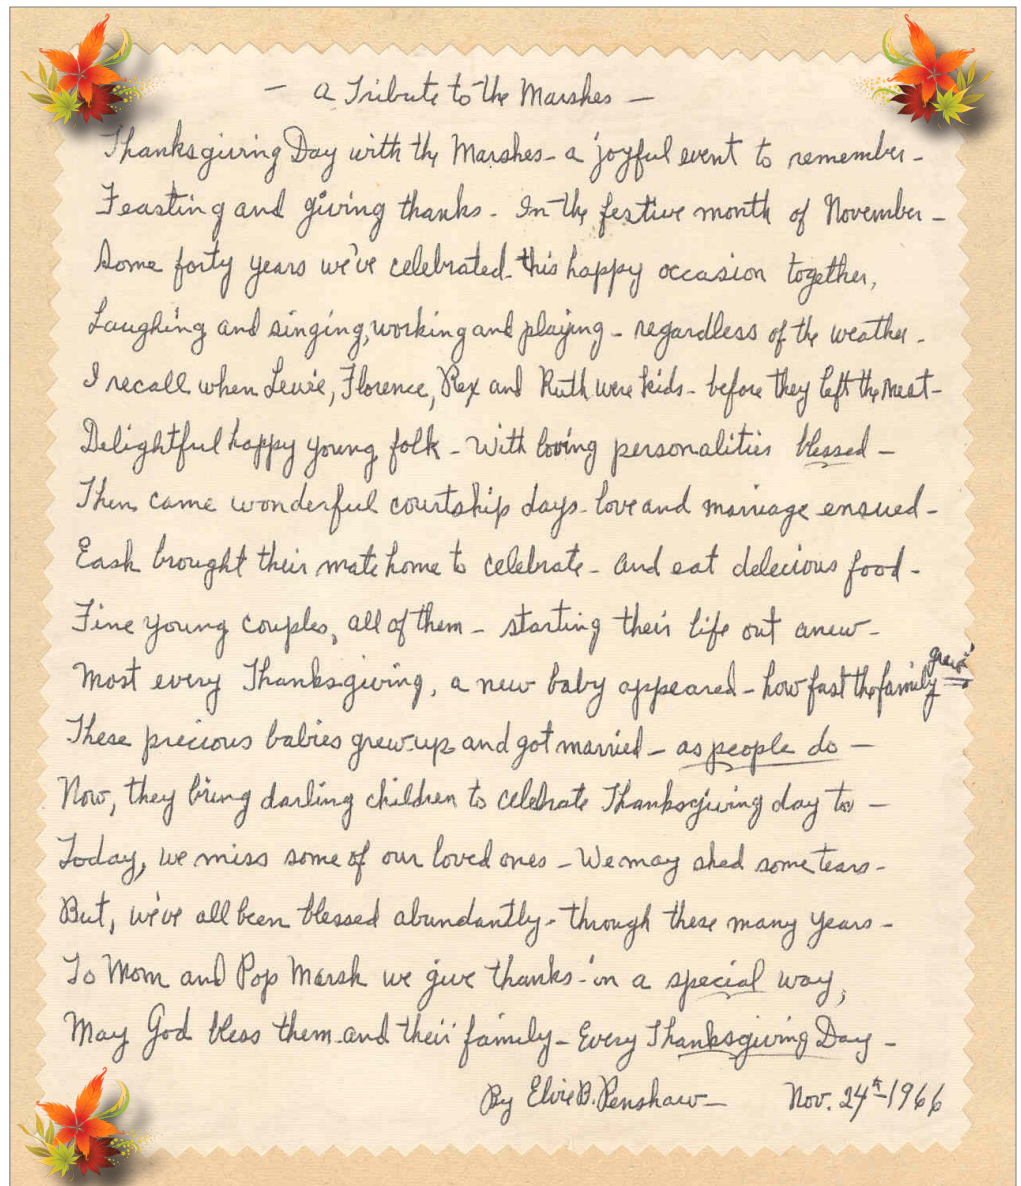 — A Tribute to the Marshes —
Thanksgiving Day with the Marshes - a joyful event to remember -
Feasting and giving thanks - In the festive month of November -
Some forty years we've celebrated - this happy occasion together,
Laughing and singing, working and playing - regardless of the weather -
I recall when Lewie, Florence, Rex and Ruth were kids - before they left the nest -
Delightful happy young folk - With loving personalities blessed -
Then came wonderful courtship days - love and marriage ensued -
Each brought their mate home to celebrate - and eat delecious food -
Fine young couples, all of them - starting their life out anew -
Most every Thanksgiving, a new baby appeared - how fast the family grew -
These precious babies grew up and got married - as people do -
Now, they bring darling children to celebrate Thanksgiving day too -
Today, we miss some of our loved ones - We may shed some tears -
But, we've all been blessed abundantly - through these many years -
To Mom and Pop Marsh we give thanks - in a special way,
May God bless them and their family - Every Thanksgiving Day -
By Elvie B. Renshaw — Nov. 24th - 1966